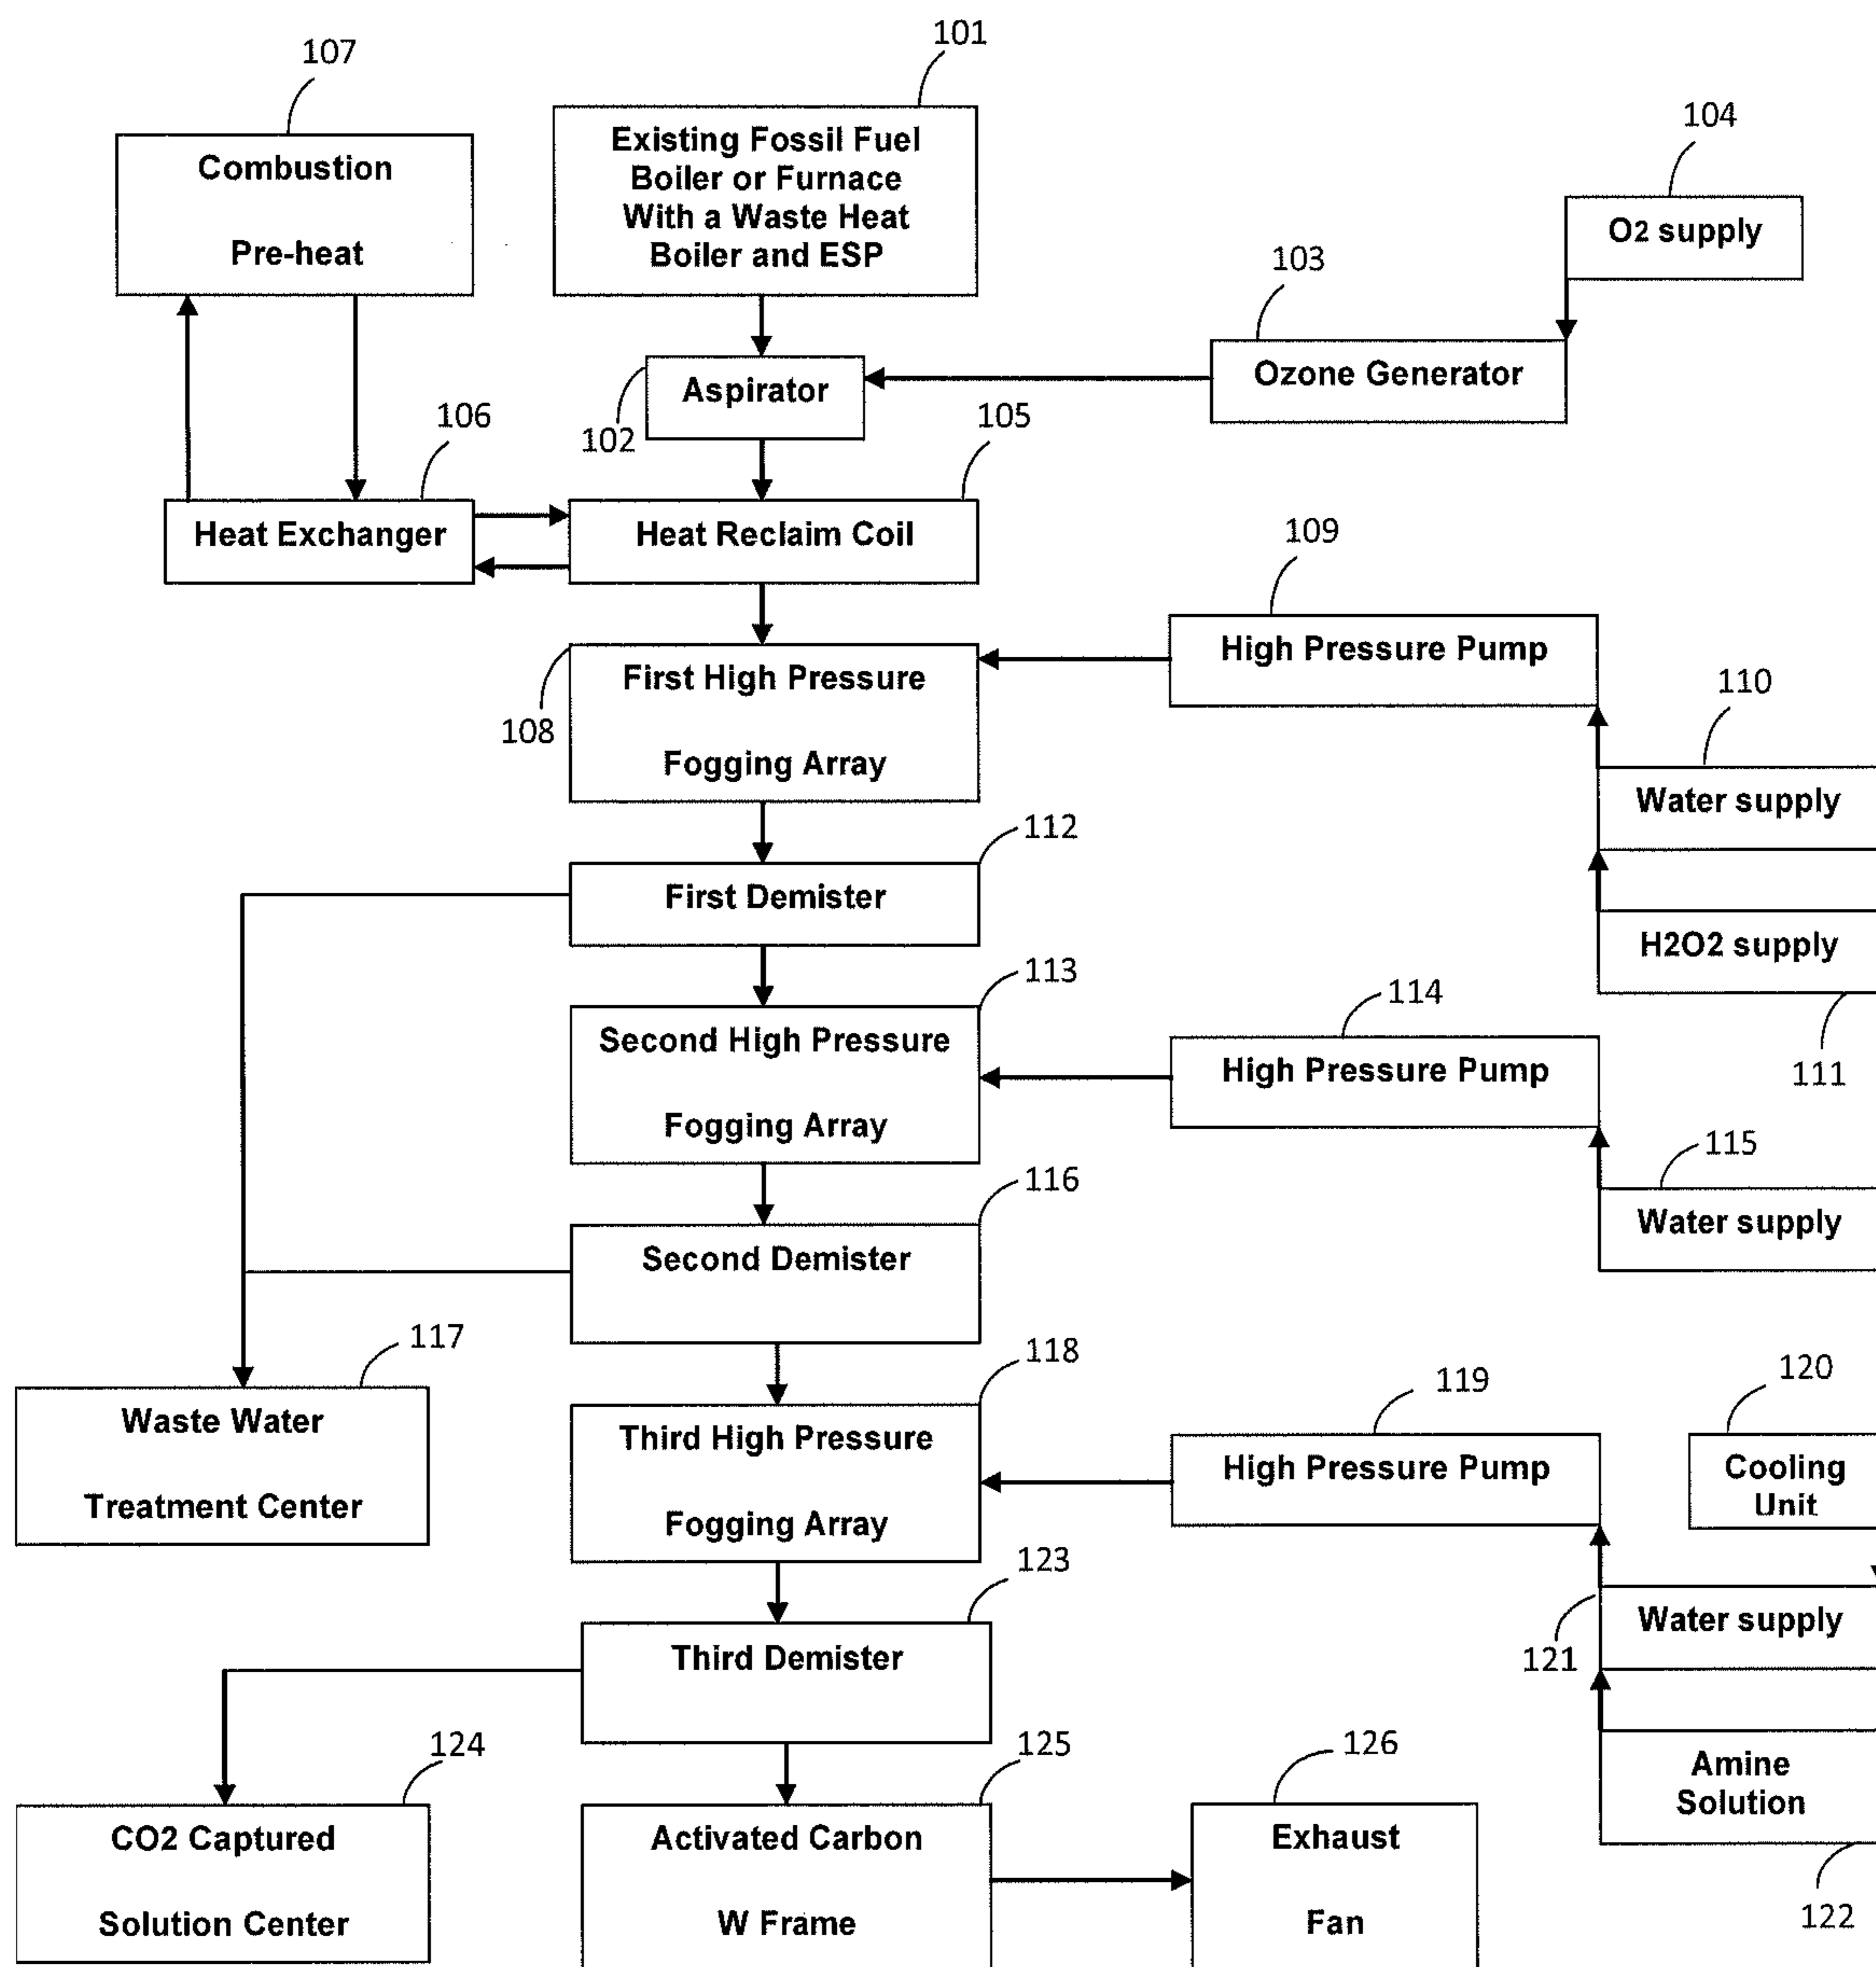 101
107
104
Existing Fossil Fuel
Boiler or Furnace
With a Waste Heat
Boiler and ESP
Combustion
Pre-heat
O2 supply
103
Ozone Generator
Aspirator
102
106
105
Heat Exchanger
Heat Reclaim Coil
109
High Pressure Pump
First High Pressure
Fogging Array
108
110
Water supply
112
First Demister
H2O2 supply
111
113
114
Second High Pressure
Fogging Array
High Pressure Pump
115
Water supply
116
Second Demister
117
Waste Water
Treatment Center
118
119
120
Third High Pressure
Fogging Array
High Pressure Pump
Cooling
Unit
123
Third Demister
121
Water supply
124
125
126
Amine
Solution
122
CO2 Captured
Solution Center
Activated Carbon
W Frame
Exhaust
Fan